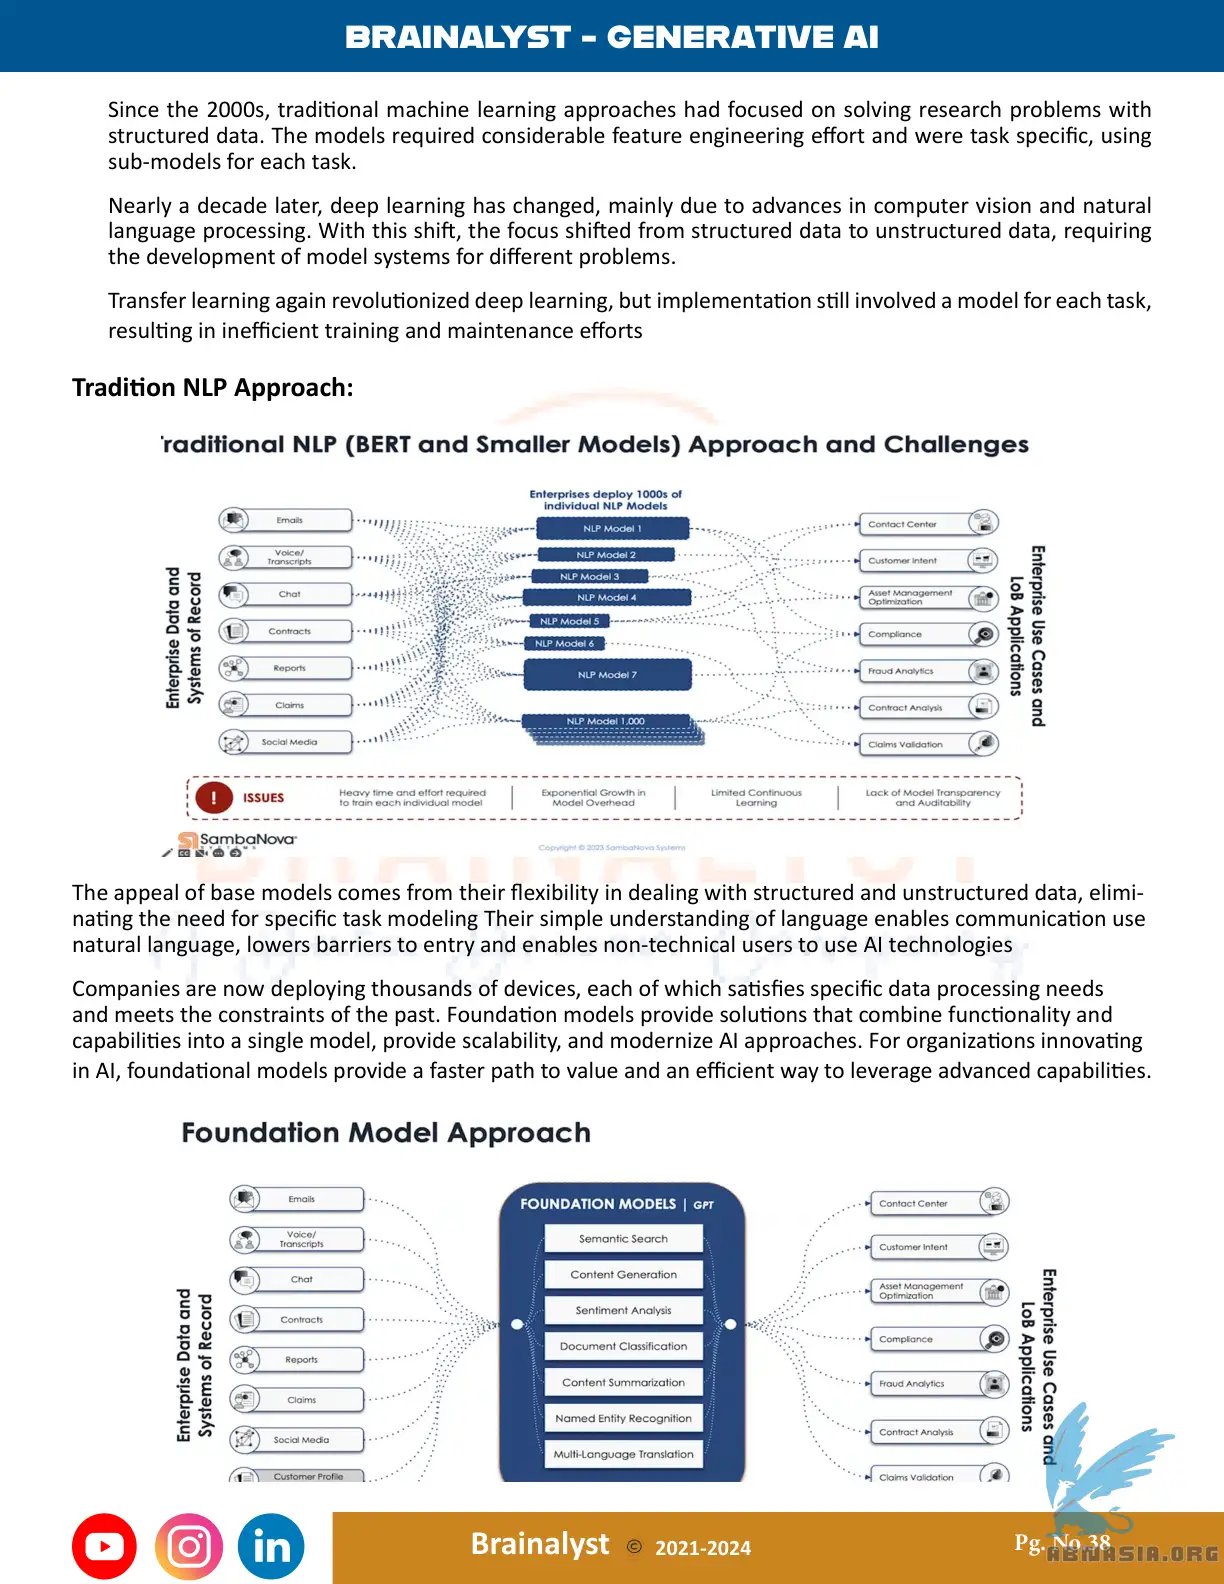 BRAINALYST - GENERATIVE AI
Since the 2000s, traditional machine learning approaches had focused on solving research problems with
structured data. The models required considerable feature engineering effort and were task specific, using
sub-models for each task.
Nearly a decade later, deep learning has changed, mainly due to advances in computer vision and natural
language processing. With this shift, the focus shifted from structured data to unstructured data, requiring
the development of model systems for different problems.
Transfer learning again revolutionized deep learning, but implementation still involved a model for each task,
resulting in inefficient training and maintenance efforts
Tradition NLP Approach:
raditional NLP (BERT and Smaller Models) Approach and Challenges
Enterprise Data and
Systems of Record
Emails
Voice/
Transcripts
Chat
Contracts
Reports
Claims
Social Media
Enterprises deploy 1000s of
individual NLP Models
NLP Model 1
NLP Model 2
NLP Model 3
NLP Model 4
NLP Model 5
NLP Model 6
NLP Model 7
NLP Model 1,000
Contact Center
Customer Intent
Asset Management
Optimization
Compliance
Fraud Analytics
Contract Analysis
Claims Validation
Enterprise Use Cases and
LoB Applications
! ISSUES
Heavy time and effort required
to train each individual model
Exponential Growth in
Model Overhead
Limited Continuous
Learning
Lack of Model Transparency
and Auditability
SambaNova
SYSTEMS
Copyright © 2023 SambaNova Systems
The appeal of base models comes from their flexibility in dealing with structured and unstructured data, elimi-
nating the need for specific task modeling Their simple understanding of language enables communication use
natural language, lowers barriers to entry and enables non-technical users to use AI technologies
Companies are now deploying thousands of devices, each of which satisfies specific data processing needs
and meets the constraints of the past. Foundation models provide solutions that combine functionality and
capabilities into a single model, provide scalability, and modernize AI approaches. For organizations innovating
in AI, foundational models provide a faster path to value and an efficient way to leverage advanced capabilities.
Foundation Model Approach
Enterprise Data and
Systems of Record
Emails
Voice/
Transcripts
Chat
Contracts
Reports
Claims
Social Media
Customer Profile
FOUNDATION MODELS | GPT
Semantic Search
Content Generation
Sentiment Analysis
Document Classification
Content Summarization
Named Entity Recognition
Multi-Language Translation
Contact Center
Customer Intent
Asset Management
Optimization
Compliance
Fraud Analytics
Contract Analysis
Claims Validation
Enterprise Use Cases and
LoB Applications
Brainalyst © 2021-2024
Pg. No 38
ABNASIA.ORG